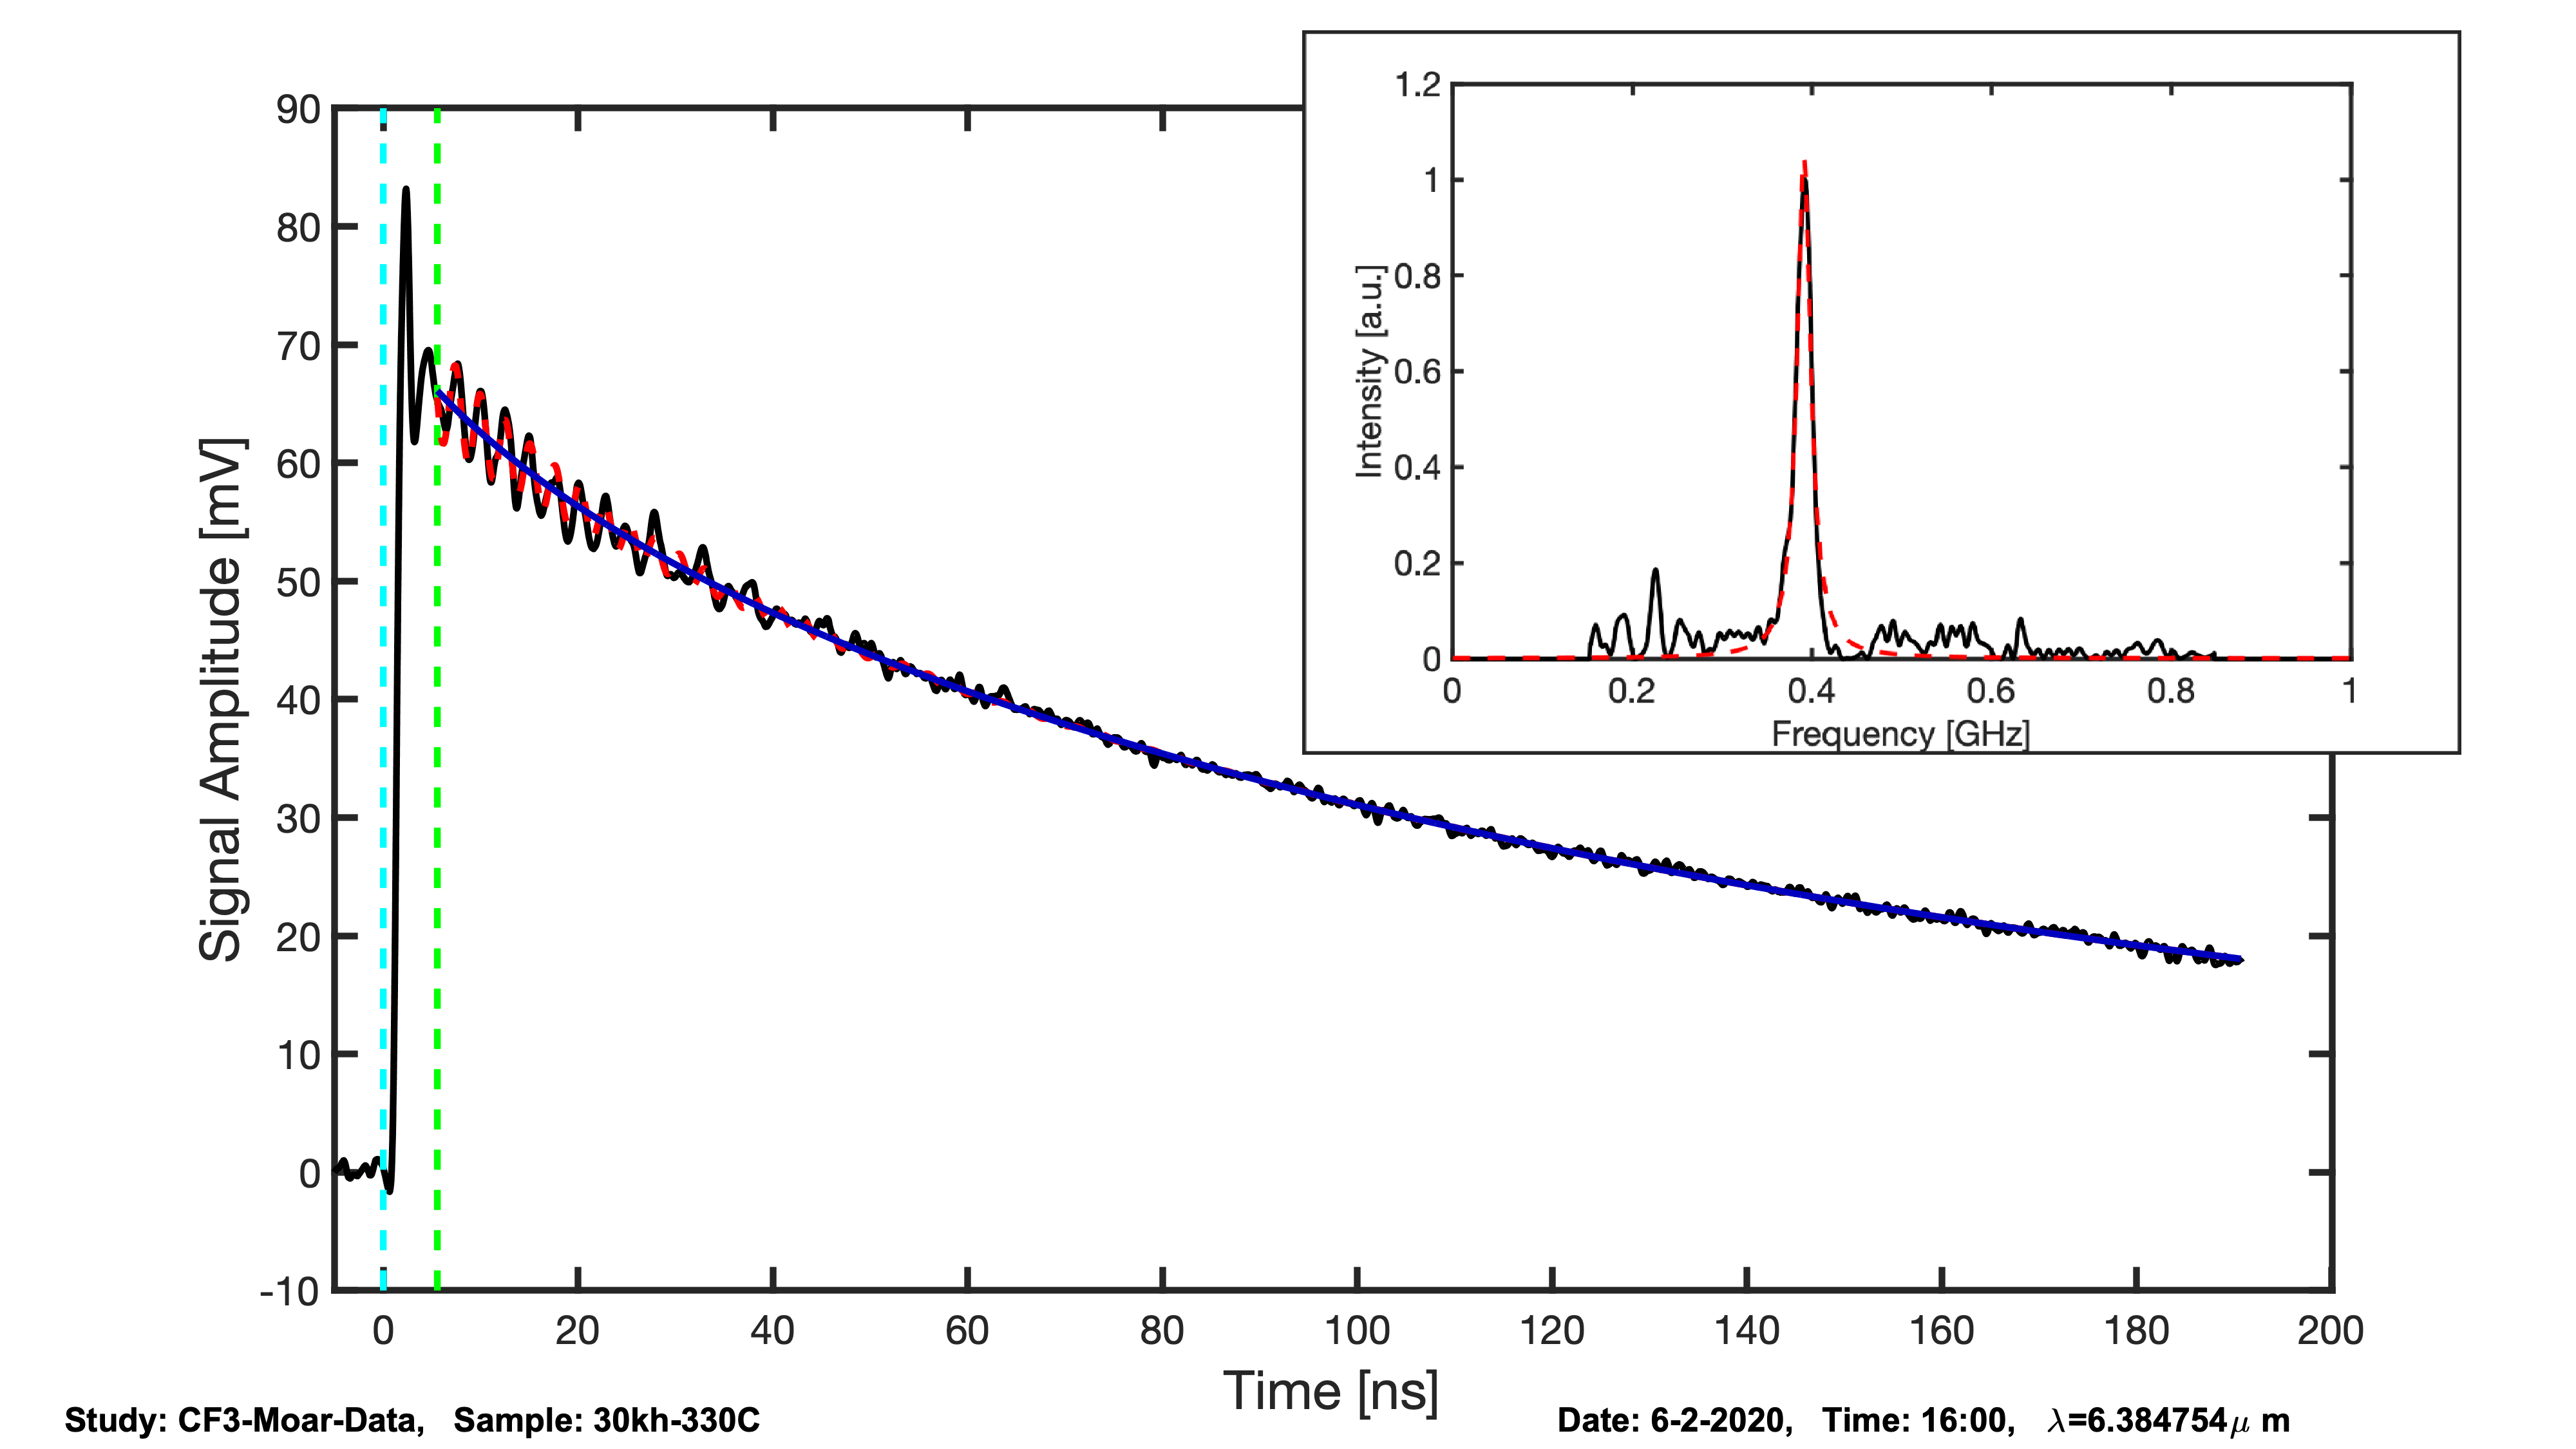 90
80
70
60
50
40
30
20
10
0
-10
Signal Amplitude [mV]
0 20 40 60 80 100 120 140 160 180 200
Time [ns]
1.2
1
0.8
0.6
0.4
0.2
0
Intensity [a.u.]
0 0.2 0.4 0.6 0.8 1
Frequency [GHz]
Study: CF3-Moar-Data, Sample: 30kh-330C
Date: 6-2-2020, Time: 16:00, λ=6.384754μ m